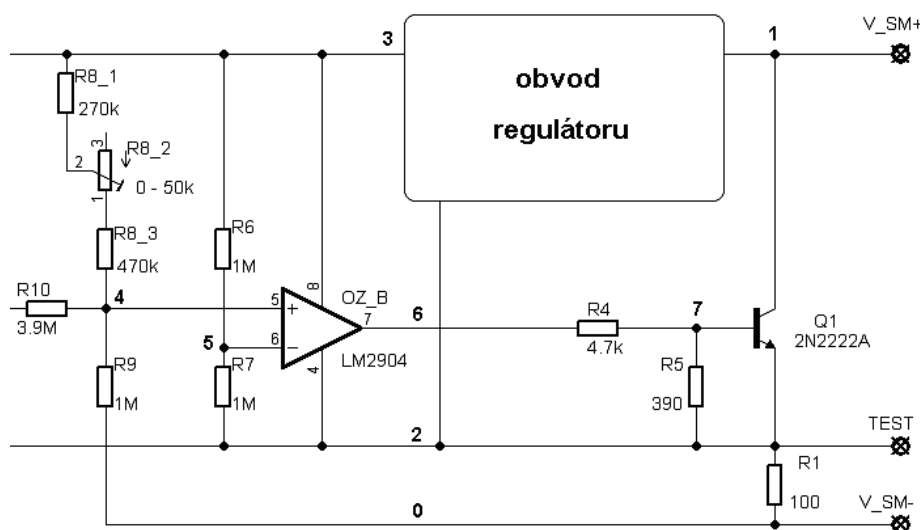 3
1
V_SM+
obvod
regulátoru
R8_1
270k
3
R8_2
2
0 - 50k
1
R8_3
470k
R6
1M
R10
3.9M
4
5
+
8
OZ_B
7
6
R4
4.7k
7
Q1
2N2222A
5
6
−
4
LM2904
R9
1M
R7
1M
R5
390
2
TEST
R1
100
0
V_SM-